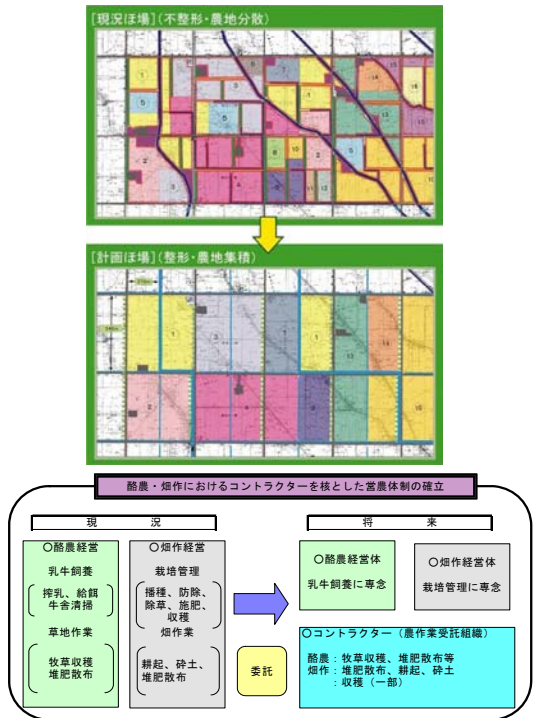 [現況ほ場](不整形・農地分散)
[計画ほ場](整形・農地集積)
酪農・畑作におけるコントラクターを核とした営農体制の確立
現 況
将 来
○酪農経営
乳牛飼養
搾乳、給餌
牛舎清掃
草地作業
牧草収穫
堆肥散布
○畑作経営
栽培管理
播種、防除、
除草、施肥、
収穫
畑作業
耕起、砕土、
堆肥散布
委託
○酪農経営体
乳牛飼養に専念
○畑作経営体
栽培管理に専念
○コントラクター(農作業受託組織)
酪農:牧草収穫、堆肥散布等
畑作:堆肥散布、耕起、砕土
:収穫(一部)